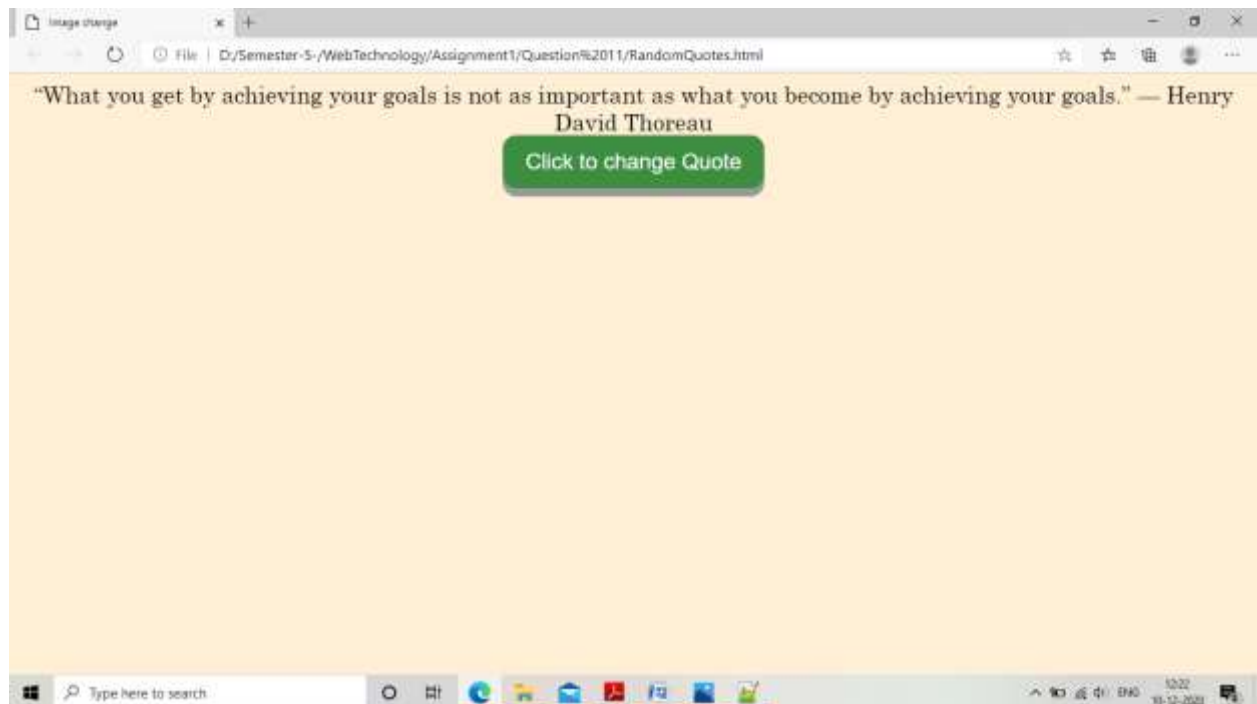 Image change
File | D:/Semester-5-/WebTechnology/Assignment1/Question%2011/RandomQuotes.html
“What you get by achieving your goals is not as important as what you become by achieving your goals.” — Henry
David Thoreau
Click to change Quote
Type here to search
ENG
12:22